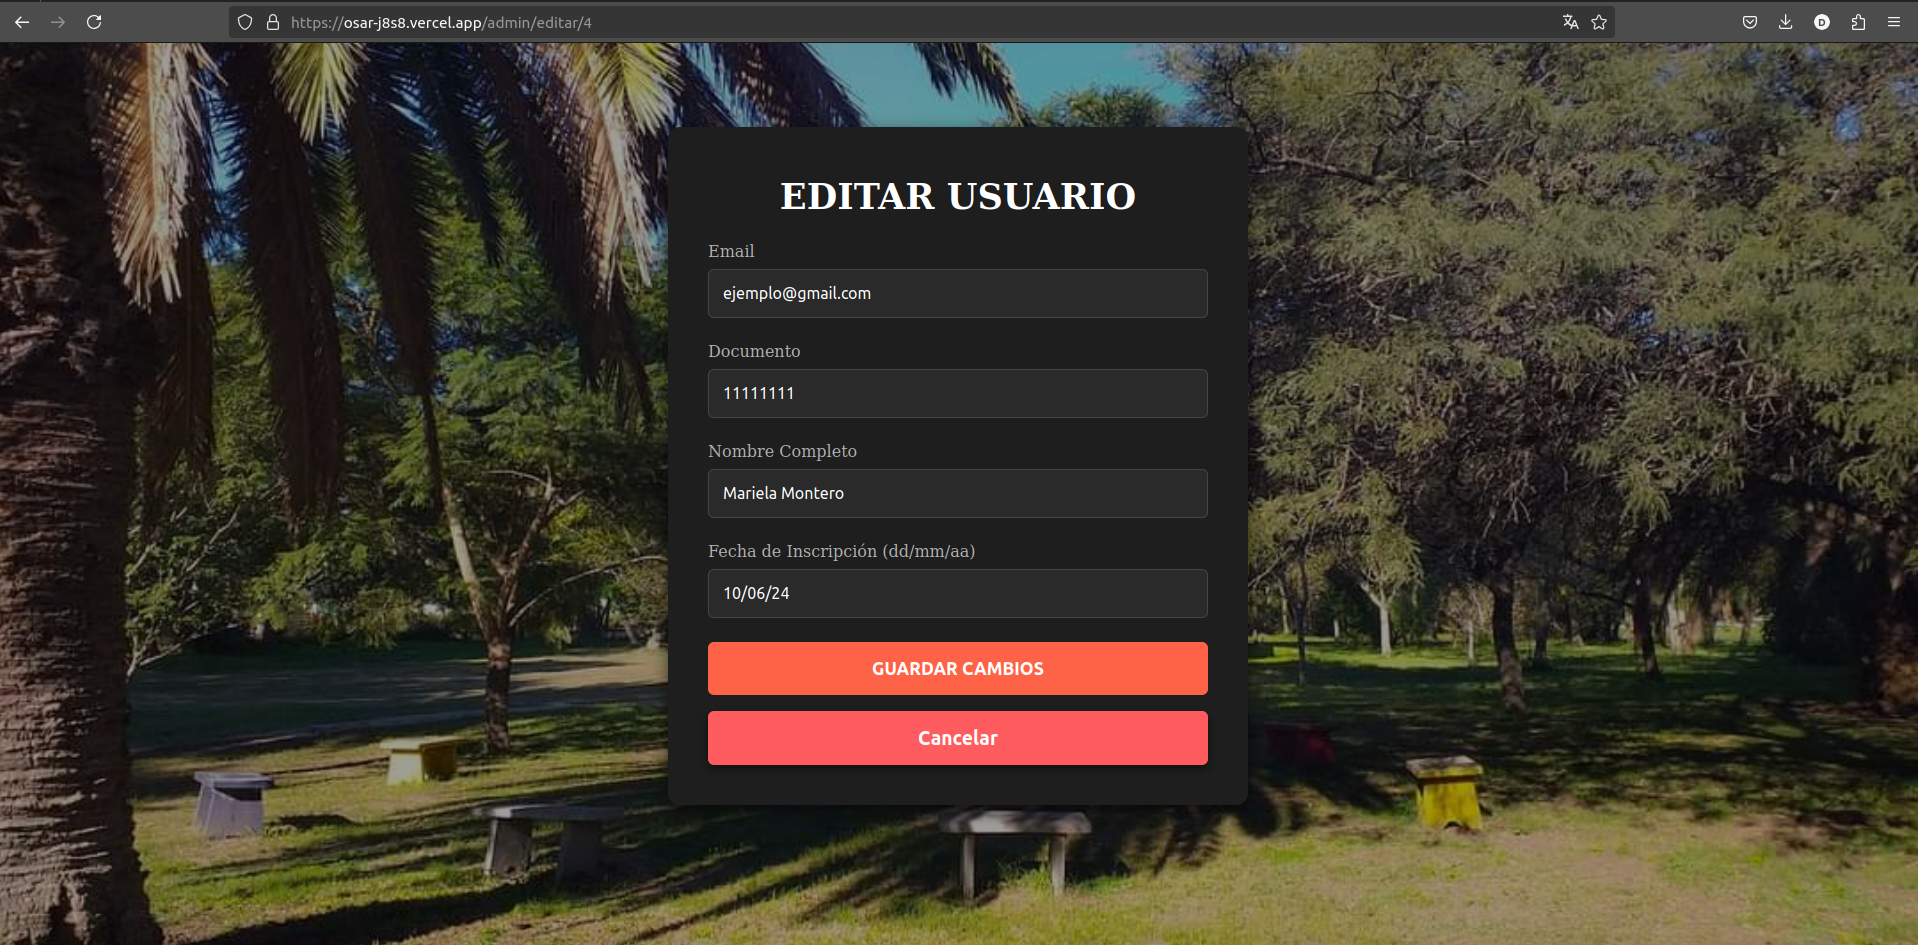 https://osar-j8s8.vercel.app/admin/editar/4
D
EDITAR USUARIO
Email
ejemplo@gmail.com
Documento
11111111
Nombre Completo
Mariela Montero
Fecha de Inscripción (dd/mm/aa)
10/06/24
GUARDAR CAMBIOS
Cancelar